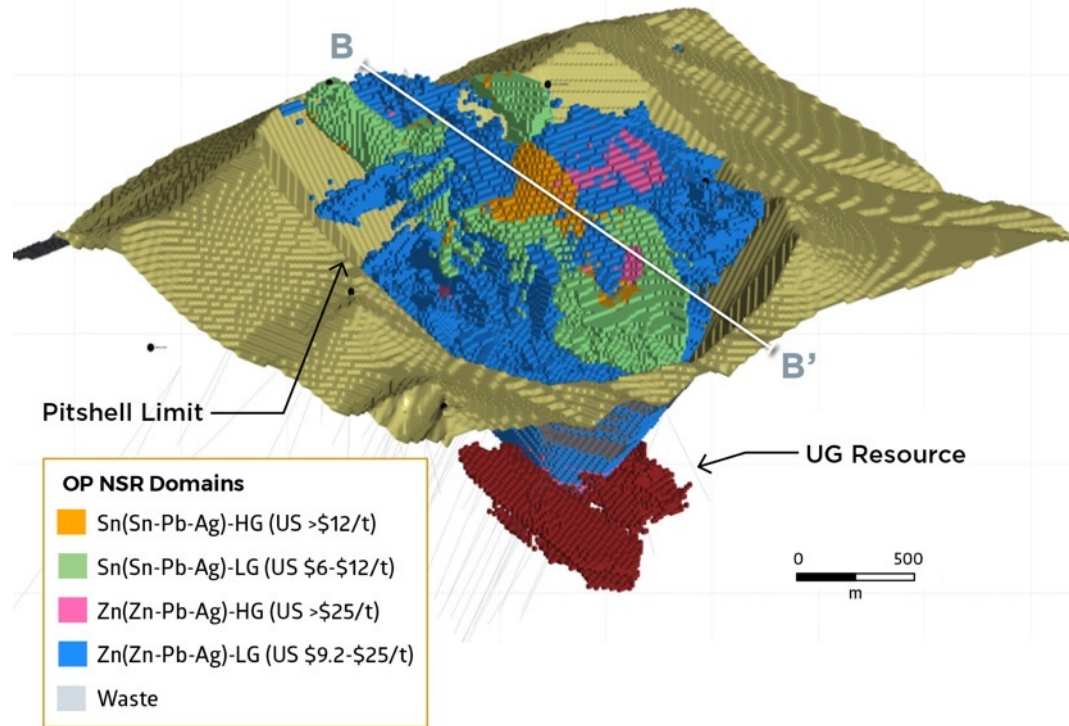 B
B’
Pitshell Limit
UG Resource
OP NSR Domains
Sn(Sn-Pb-Ag)-HG (US >$12/t)
Sn(Sn-Pb-Ag)-LG (US $6-$12/t)
Zn(Zn-Pb-Ag)-HG (US >$25/t)
Zn(Zn-Pb-Ag)-LG (US $9.2-$25/t)
Waste
0 500
m